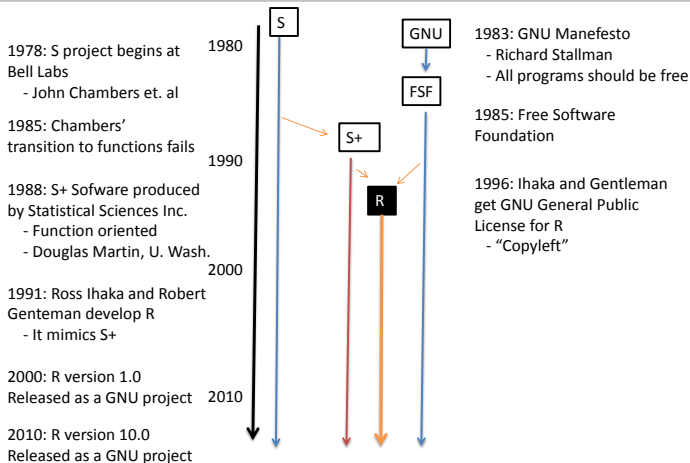 1978: S project begins at
Bell Labs
- John Chambers et. al
1985: Chambers’
transition to functions fails
1988: S+ Sofware produced
by Statistical Sciences Inc.
- Function oriented
- Douglas Martin, U. Wash.
1991: Ross Ihaka and Robert
Genteman develop R
- It mimics S+
2000: R version 1.0
Released as a GNU project
2010: R version 10.0
Released as a GNU project
1980
1990
2000
2010
S
S+
R
GNU
FSF
1983: GNU Manefesto
- Richard Stallman
- All programs should be free
1985: Free Software
Foundation
1996: Ihaka and Gentleman
get GNU General Public
License for R
- “Copyleft”